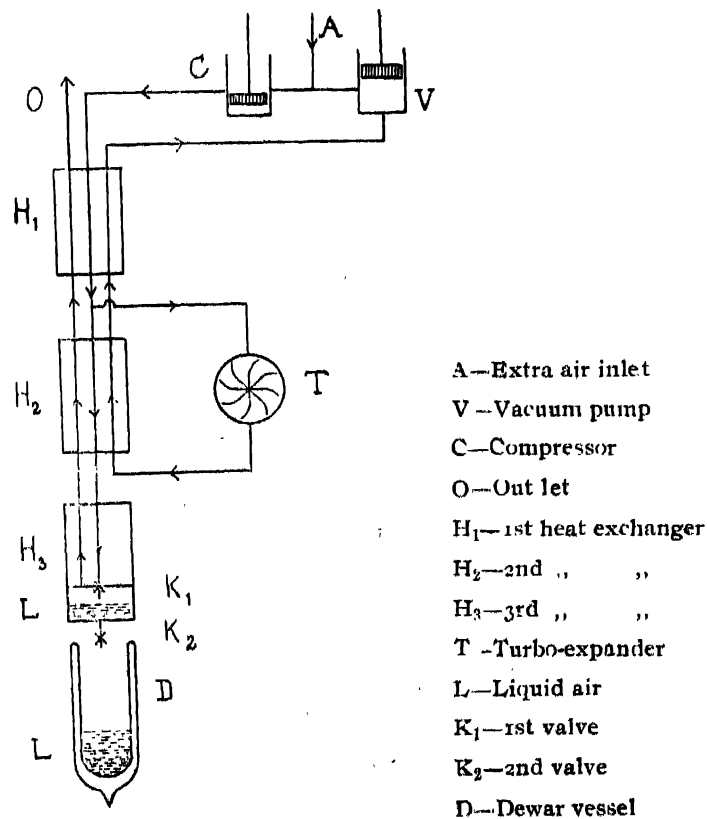 A
C
O
V
H₁
T
H₂
H₃
K₁
L
K₂
D
L
A—Extra air inlet
V—Vacuum pump
C—Compressor
O—Out let
H₁—1st heat exchanger
H₂—2nd ,, ,,
H₃—3rd ,, ,,
T -Turbo-expander
L—Liquid air
K₁—1st valve
K₂—2nd valve
D—Dewar vessel